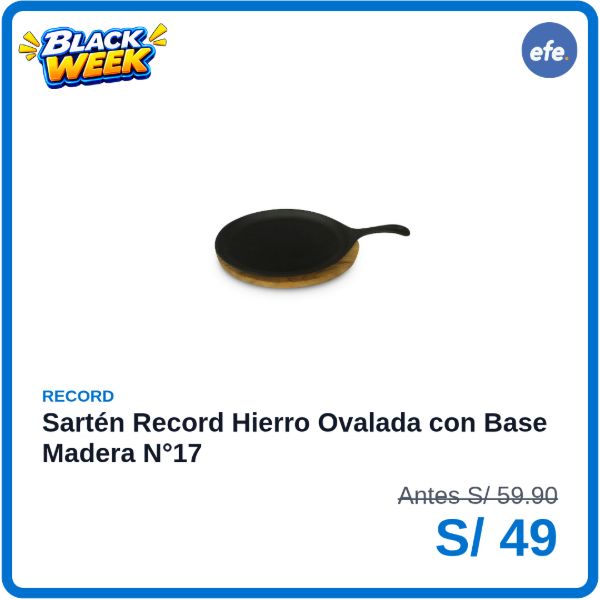 BLACK
WEEK
efe.
RECORD
Sartén Record Hierro Ovalada con Base
Madera N°17
Antes S/ 59.90
S/ 49